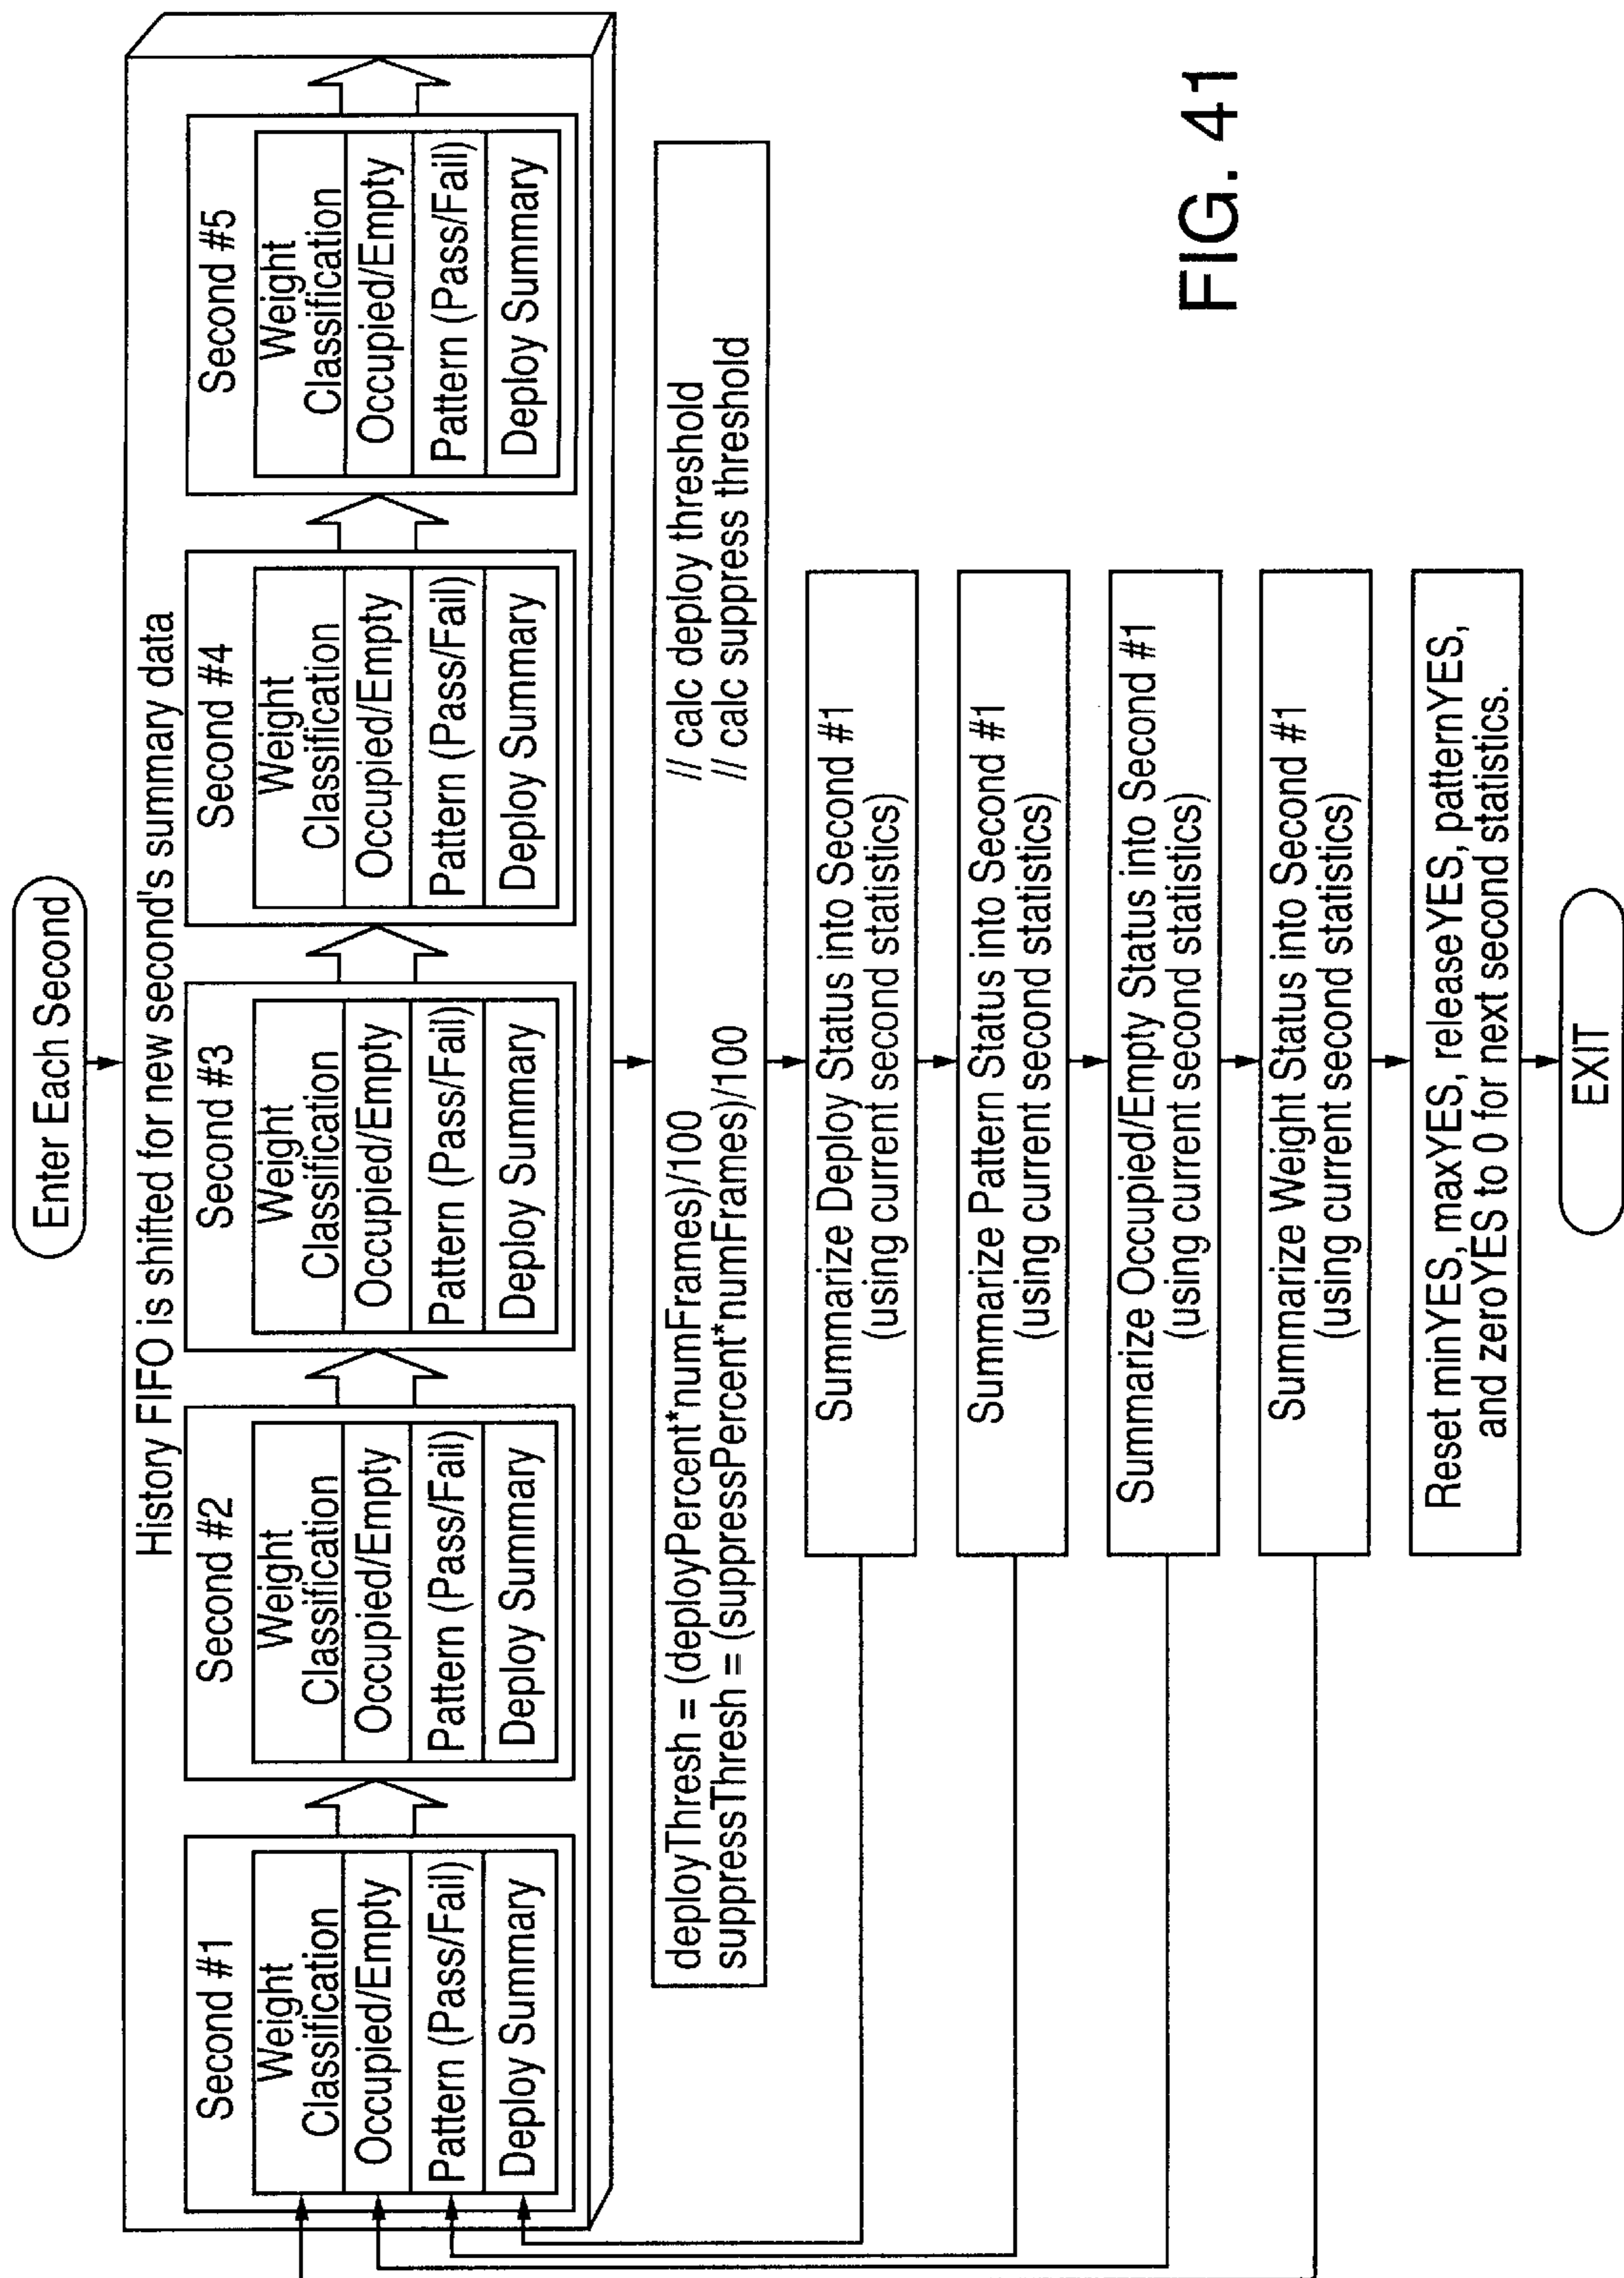 Enter Each Second
History FIFO is shifted for new second's summary data
Second #1
Weight
Classification
Occupied/Empty
Pattern (Pass/Fail)
Deploy Summary
Second #2
Weight
Classification
Occupied/Empty
Pattern (Pass/Fail)
Deploy Summary
Second #3
Weight
Classification
Occupied/Empty
Pattern (Pass/Fail)
Deploy Summary
Second #4
Weight
Classification
Occupied/Empty
Pattern (Pass/Fail)
Deploy Summary
Second #5
Weight
Classification
Occupied/Empty
Pattern (Pass/Fail)
Deploy Summary
deployThresh = (deployPercent*numFrames)/100 // calc deploy threshold
suppressThresh = (suppressPercent*numFrames)/100 // calc suppress threshold
Summarize Deploy Status into Second #1
(using current second statistics)
Summarize Pattern Status into Second #1
(using current second statistics)
Summarize Occupied/Empty Status into Second #1
(using current second statistics)
Summarize Weight Status into Second #1
(using current second statistics)
Reset minYES, maxYES, releaseYES, patternYES,
and zeroYES to 0 for next second statistics.
EXIT
FIG. 41